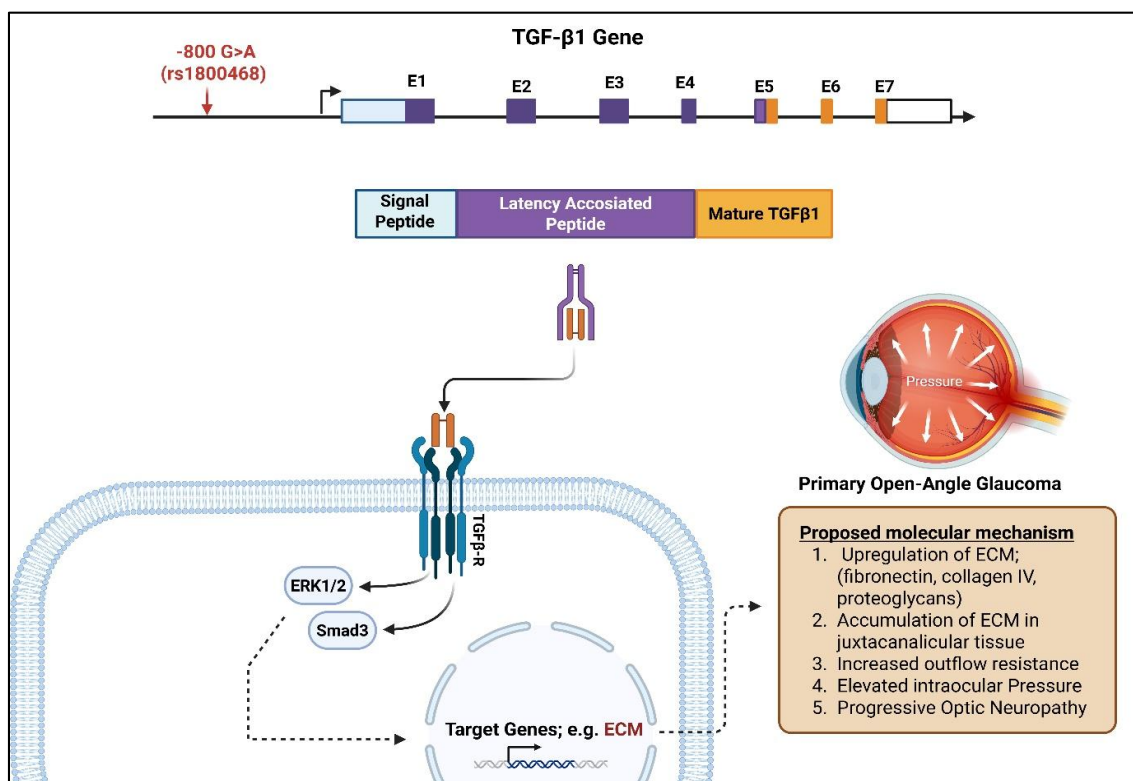 TGF-β1 Gene
-800 G>A
(rs1800468)
E1
E2
E3
E4
E5
E6
E7
Signal
Peptide
Latency Accosiated
Peptide
Mature TGFβ1
Pressure
Primary Open-Angle Glaucoma
TGFβ-R
ERK1/2
Smad3
Target Genes; e.g. ECM
Proposed molecular mechanism
1. Upregulation of ECM;
(fibronectin, collagen IV,
proteoglycans)
2. Accumulation of ECM in
juxtacanalicular tissue
3. Increased outflow resistance
4. Elevated intraocular Pressure
5. Progressive Optic Neuropathy